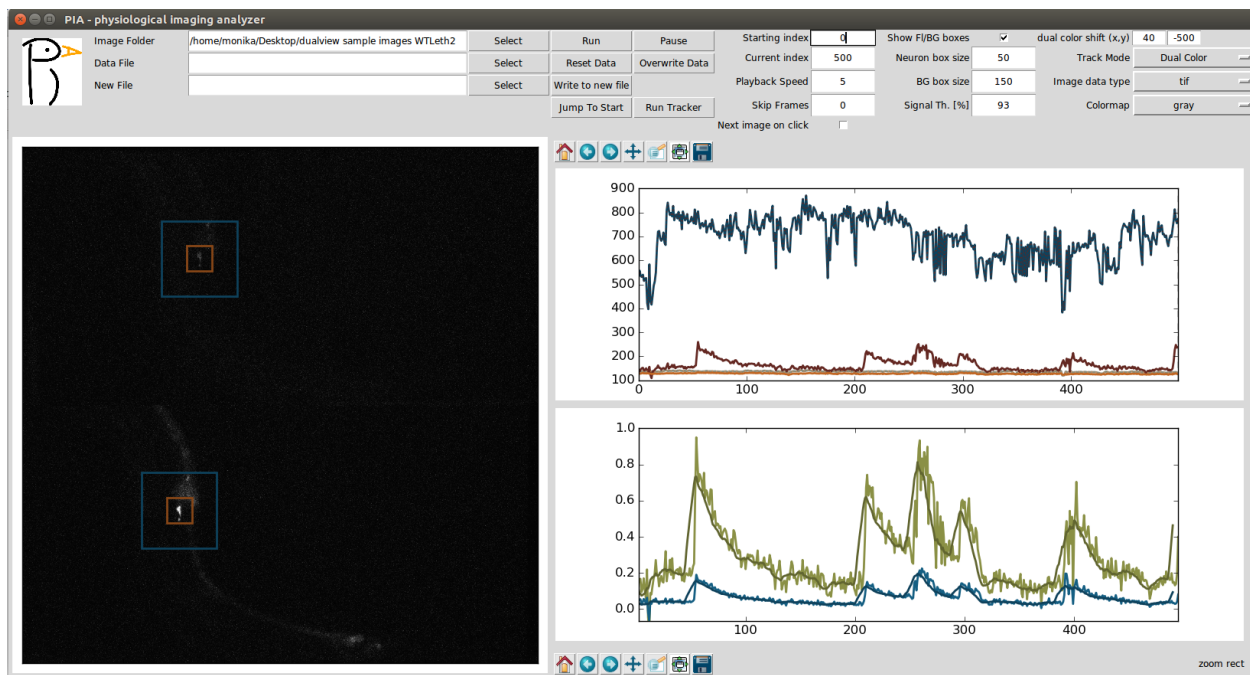 PIA - physiological imaging analyzer
Image Folder /home/monika/Desktop/dualview sample images WTLeth2 Select Run Pause Starting index 0 Show Fl/BG boxes dual color shift (x,y) 40 -500
Data File Select Reset Data Overwrite Data Current index 500 Neuron box size 50 Track Mode Dual Color
New File Select Write to new file Playback Speed 5 BG box size 150 Image data type tif
Jump To Start Run Tracker Skip Frames 0 Signal Th. [%] 93 Colormap gray
Next image on click
900
800
700
600
500
400
300
200
100
0 100 200 300 400
1.0
0.8
0.6
0.4
0.2
0.0
100 200 300 400
zoom rect